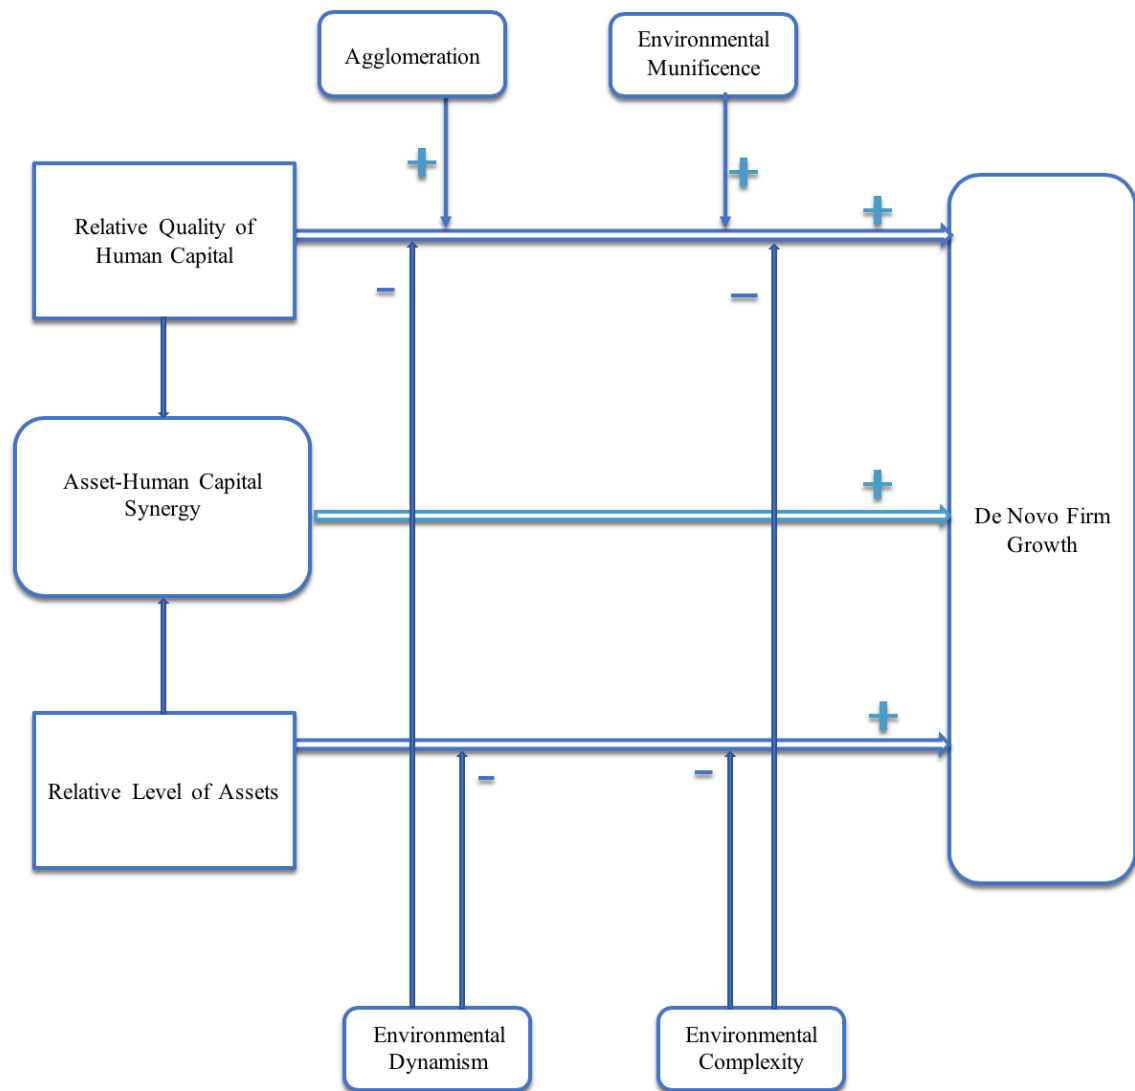 Agglomeration
Environmental
Munificence
+
+
+
Relative Quality of
Human Capital
-
–
Asset-Human Capital
Synergy
+
De Novo Firm
Growth
+
Relative Level of Assets
-
-
Environmental
Dynamism
Environmental
Complexity